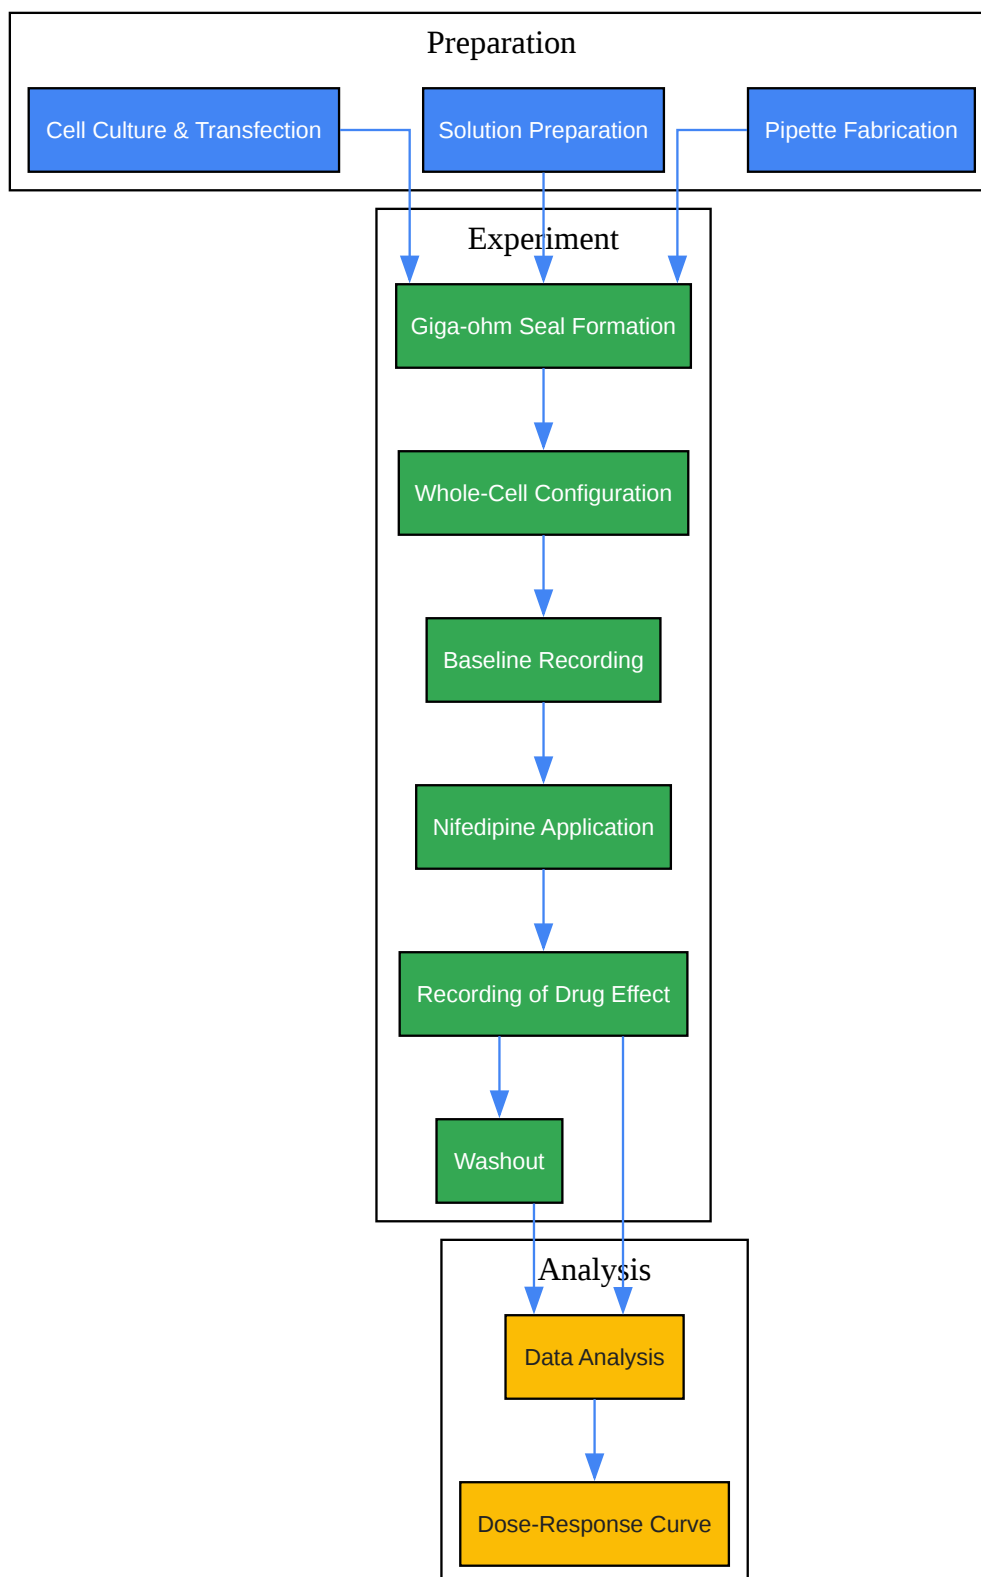 Preparation
Cell Culture & Transfection
Solution Preparation
Pipette Fabrication
Experiment
Giga-ohm Seal Formation
Whole-Cell Configuration
Baseline Recording
Nifedipine Application
Recording of Drug Effect
Washout
Analysis
Data Analysis
Dose-Response Curve